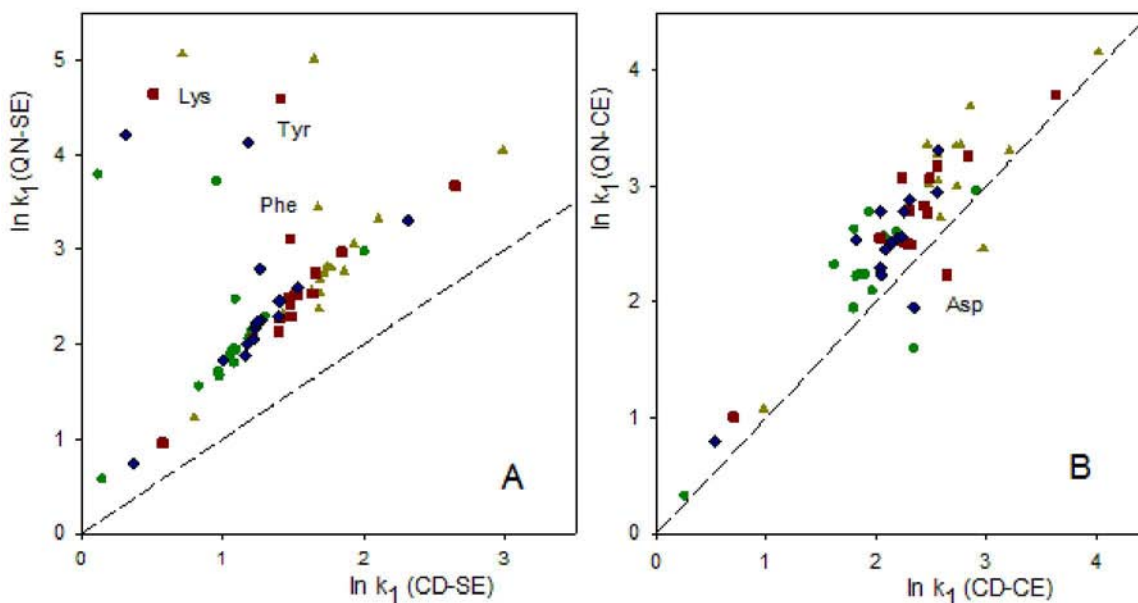 5
4
3
2
1
0
ln k1 (QN-SE)
Lys
Tyr
Phe
A
0
1
2
3
ln k1 (CD-SE)
4
3
2
1
0
ln k1 (QN-CE)
Asp
B
0
1
2
3
4
ln k1 (CD-CE)